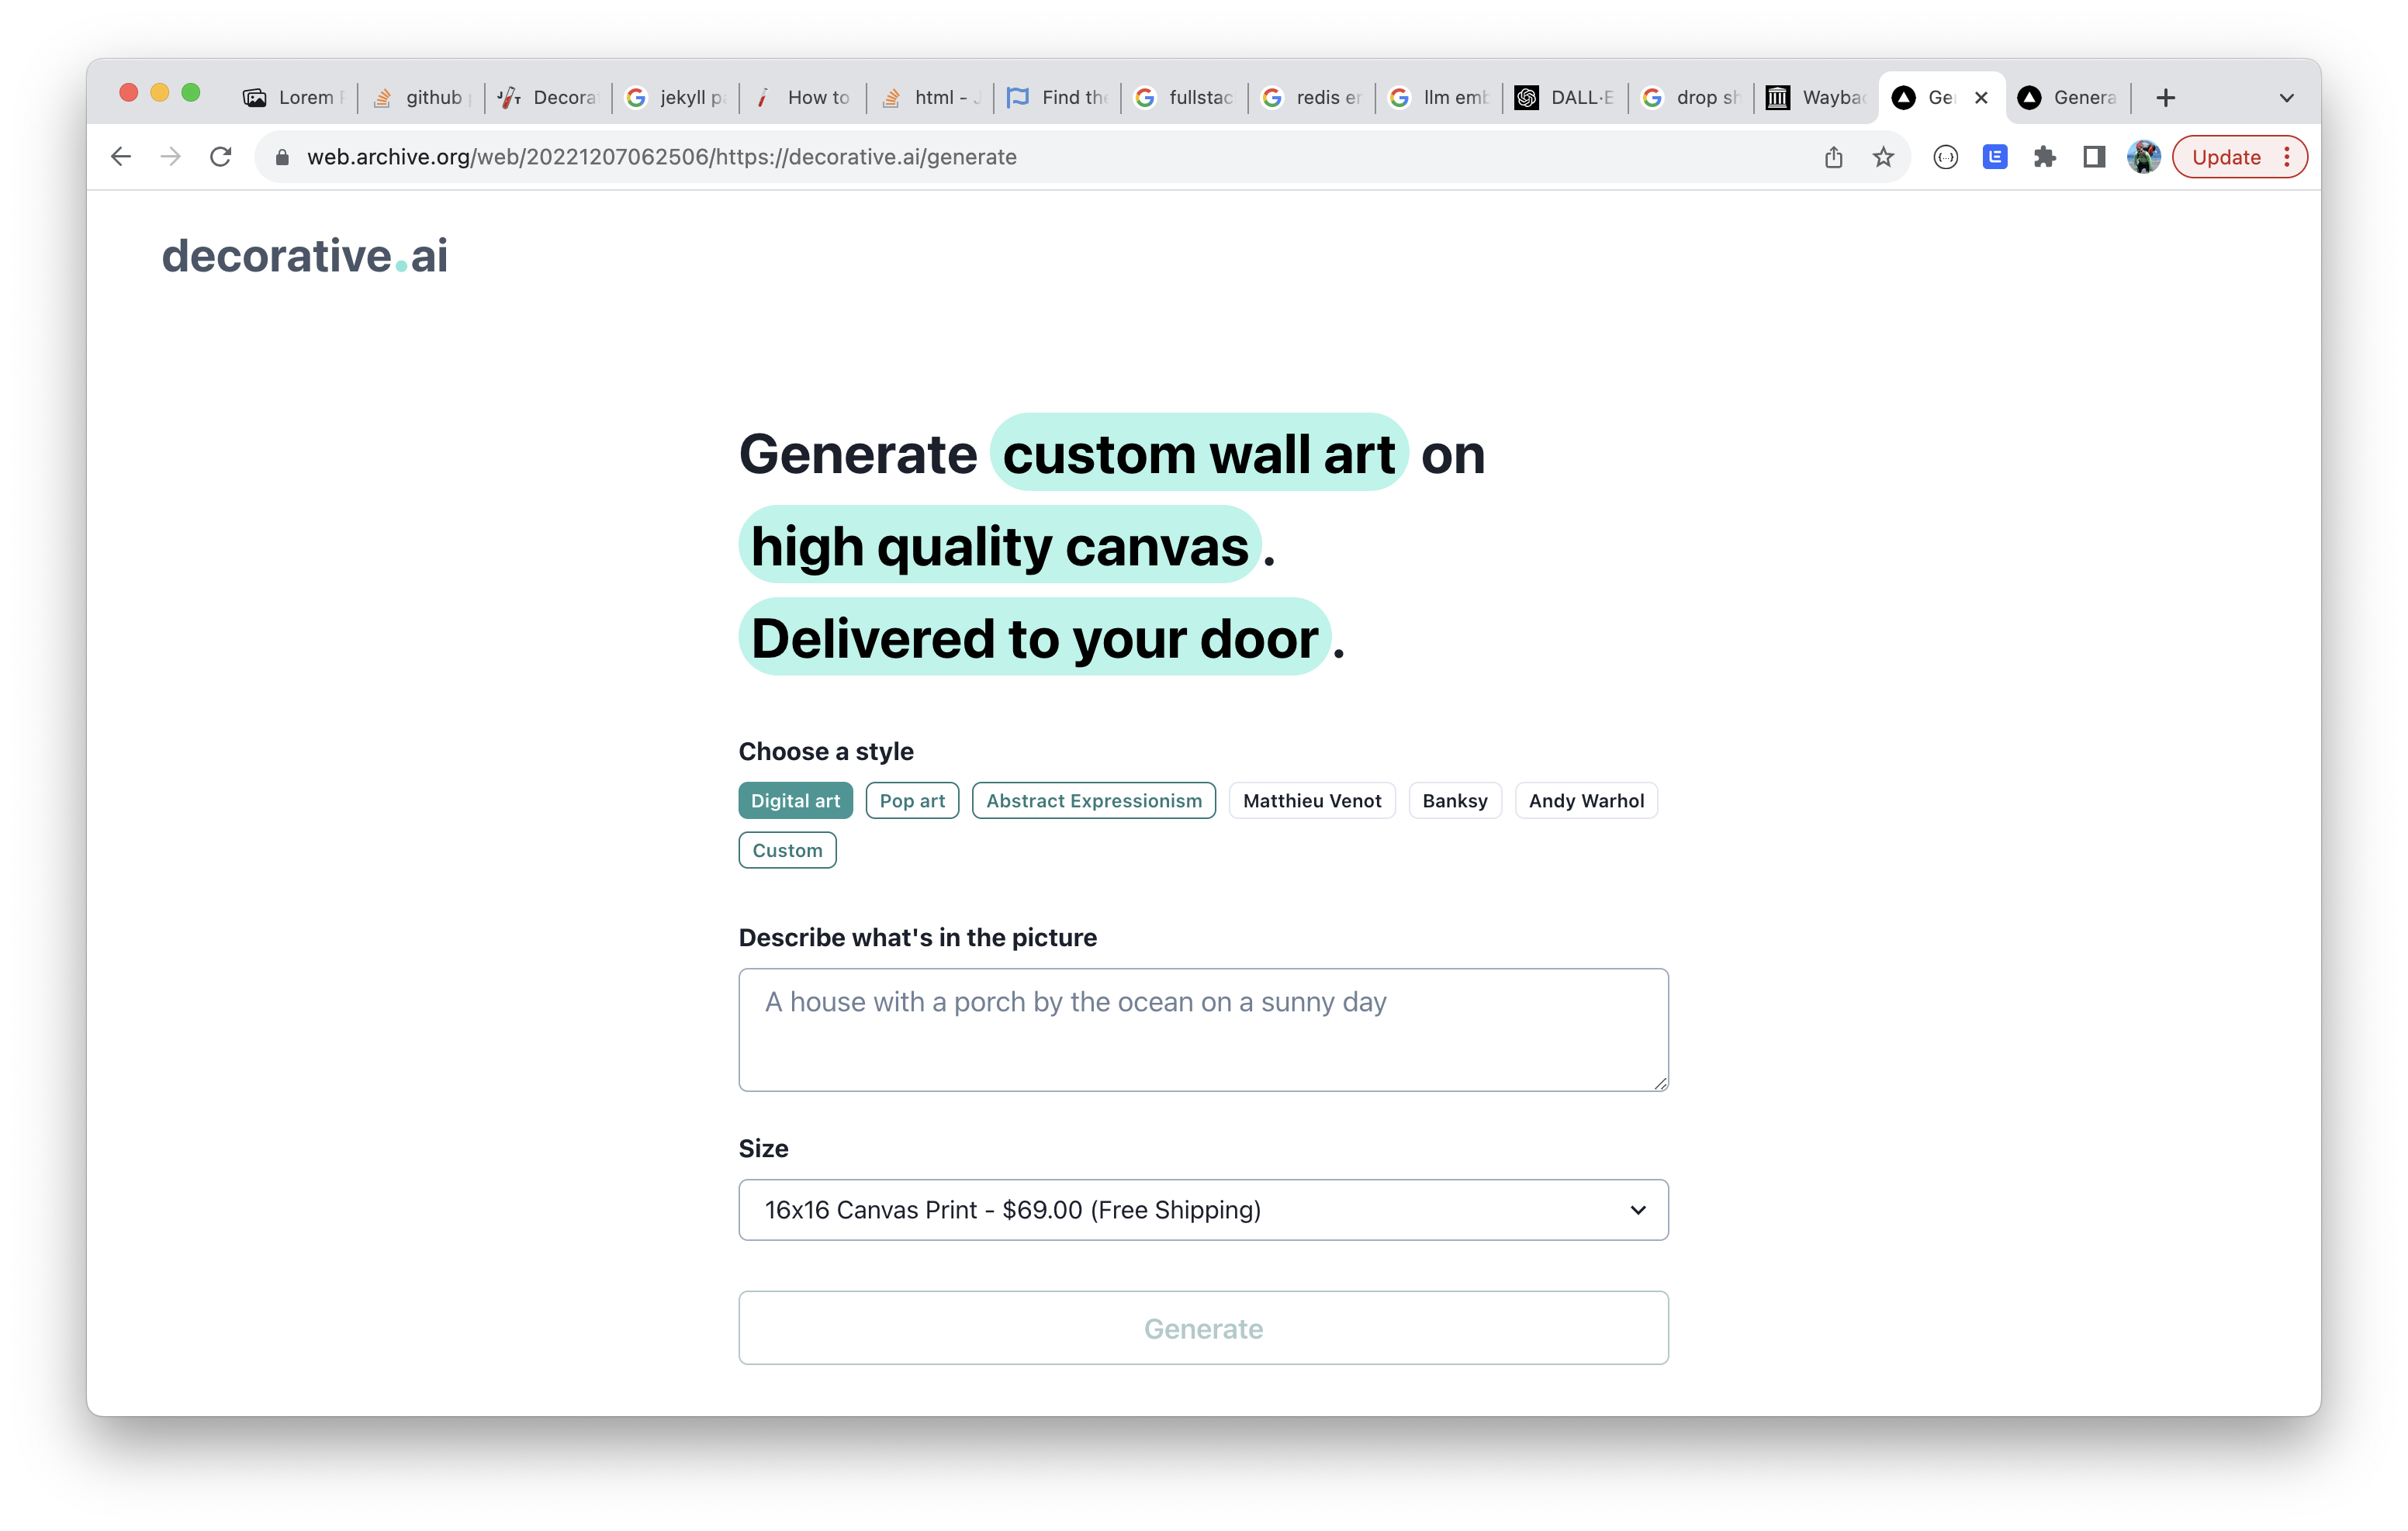 Lorem
github
Decora
jekyll
How to
html -
Find the
fullstac
redis
llm emb
DALL·E
drop
Wayba
Ge
Genera
web.archive.org/web/20221207062506/https://decorative.ai/generate
Update
decorative.ai
Generate custom wall art on
high quality canvas.
Delivered to your door.
Choose a style
Digital art Pop art Abstract Expressionism Matthieu Venot Banksy Andy Warhol
Custom
Describe what's in the picture
A house with a porch by the ocean on a sunny day
Size
16x16 Canvas Print - $69.00 (Free Shipping)
Generate